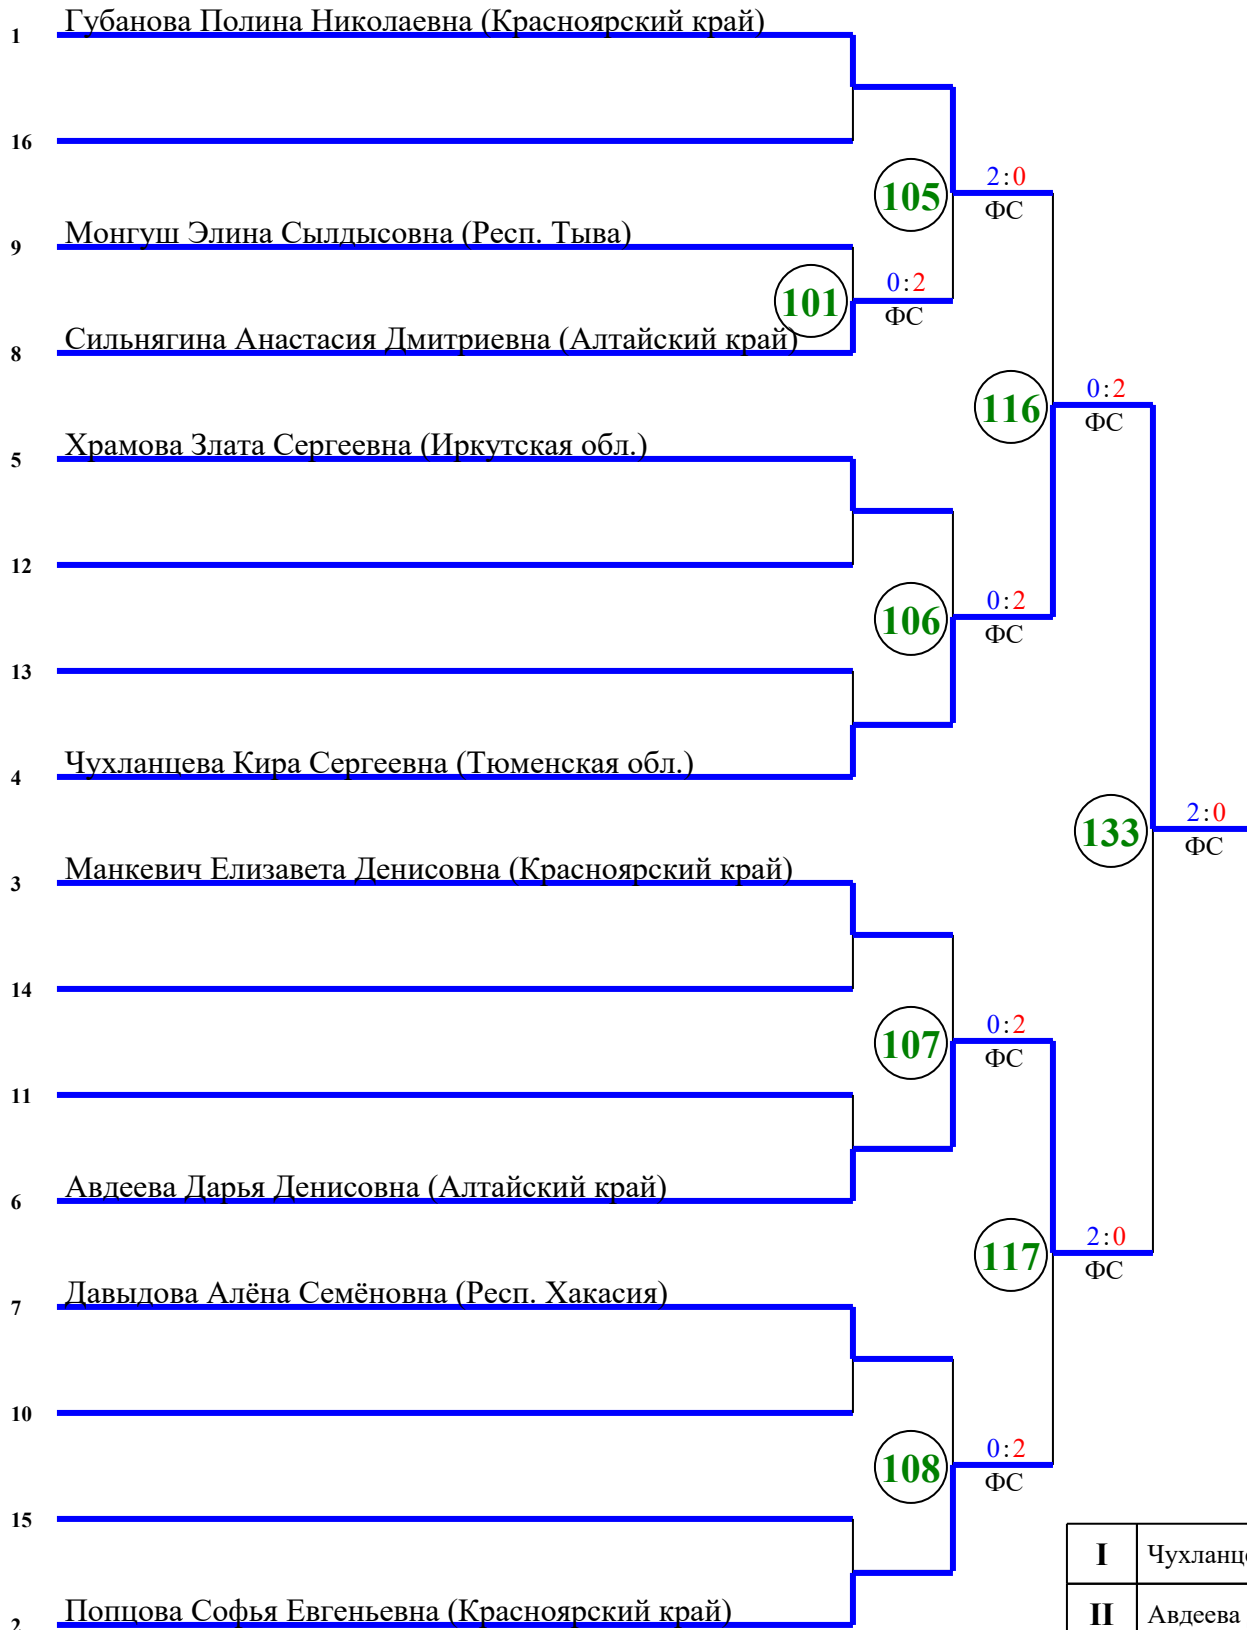 1 Губанова Полина Николаевна (Красноярский край)
16
105 2:0
ФС
9 Монгуш Элина Сылдысовна (Респ. Тыва)
101 0:2
ФС
8 Сильнягина Анастасия Дмитриевна (Алтайский край)
116 0:2
ФС
5 Храмова Злата Сергеевна (Иркутская обл.)
12
106 0:2
ФС
13
4 Чухланцева Кира Сергеевна (Тюменская обл.)
133 2:0
ФС
3 Манкевич Елизавета Денисовна (Красноярский край)
14
107 0:2
ФС
11
6 Авдеева Дарья Денисовна (Алтайский край)
117 2:0
ФС
7 Давыдова Алёна Семёновна (Респ. Хакасия)
10
108 0:2
ФС
15
I
2 Попцова Софья Евгеньевна (Красноярский край)
II Авдеева